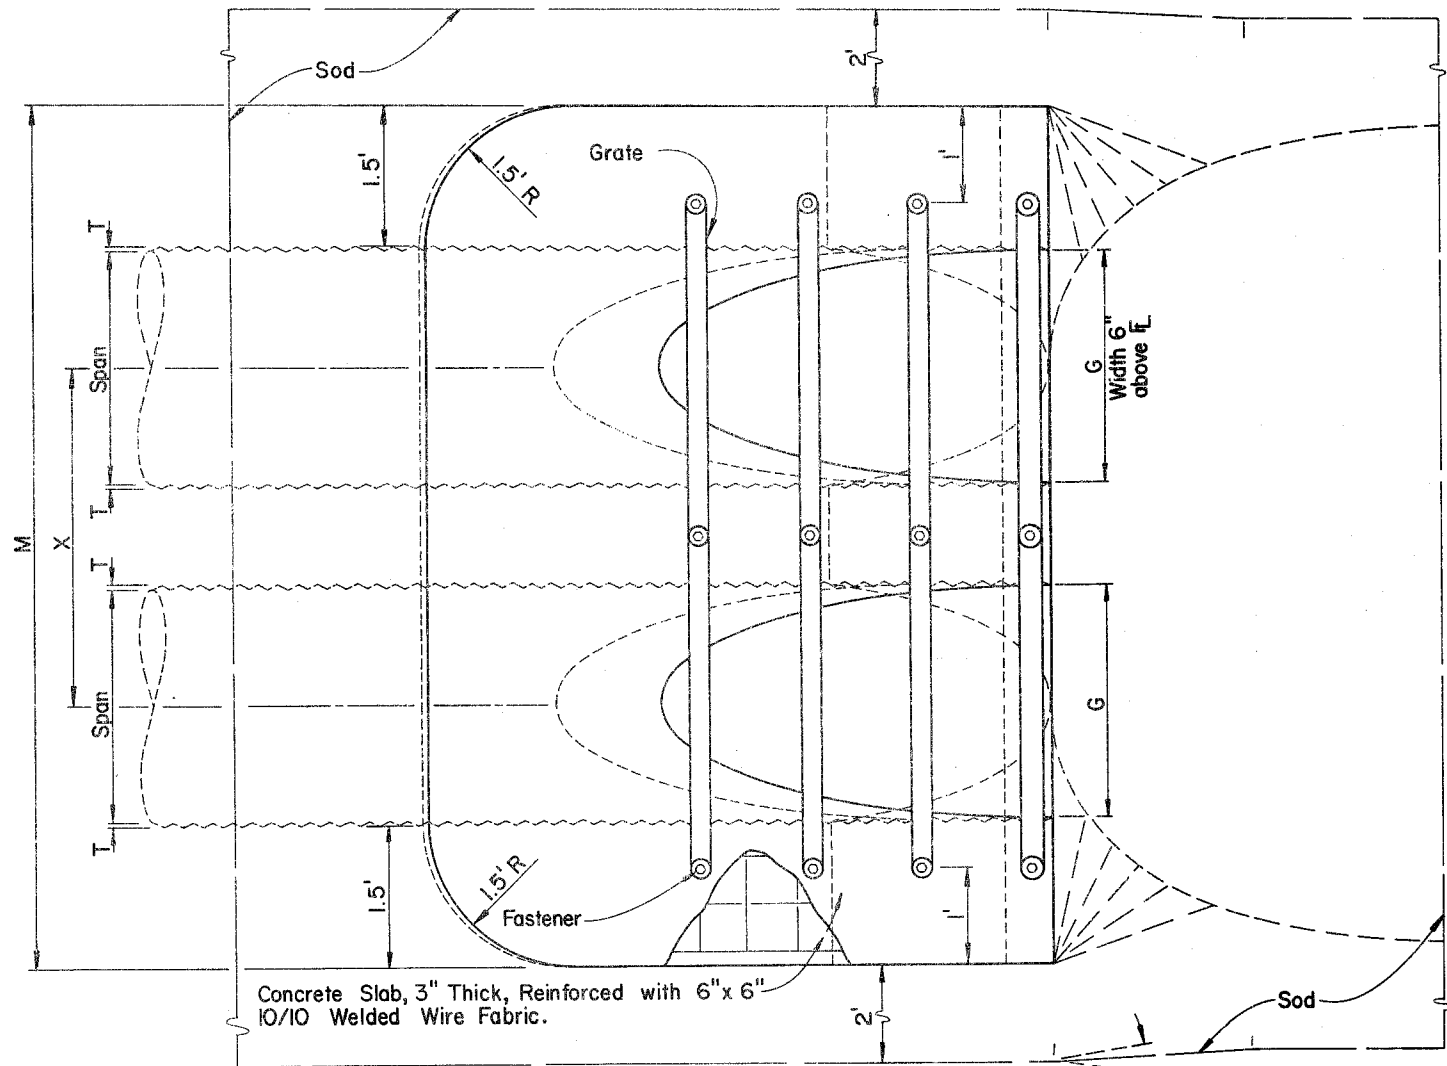 Sod
2'
1.5'
1.5' R
Grate
1'
T
Span
G
Width 6"
above FL
T
M
X
T
Span
G
T
1.5'
1.5' R
Fastener
1'
Concrete Slab, 3" Thick, Reinforced with 6" x 6"
10/10 Welded Wire Fabric.
2'
Sod